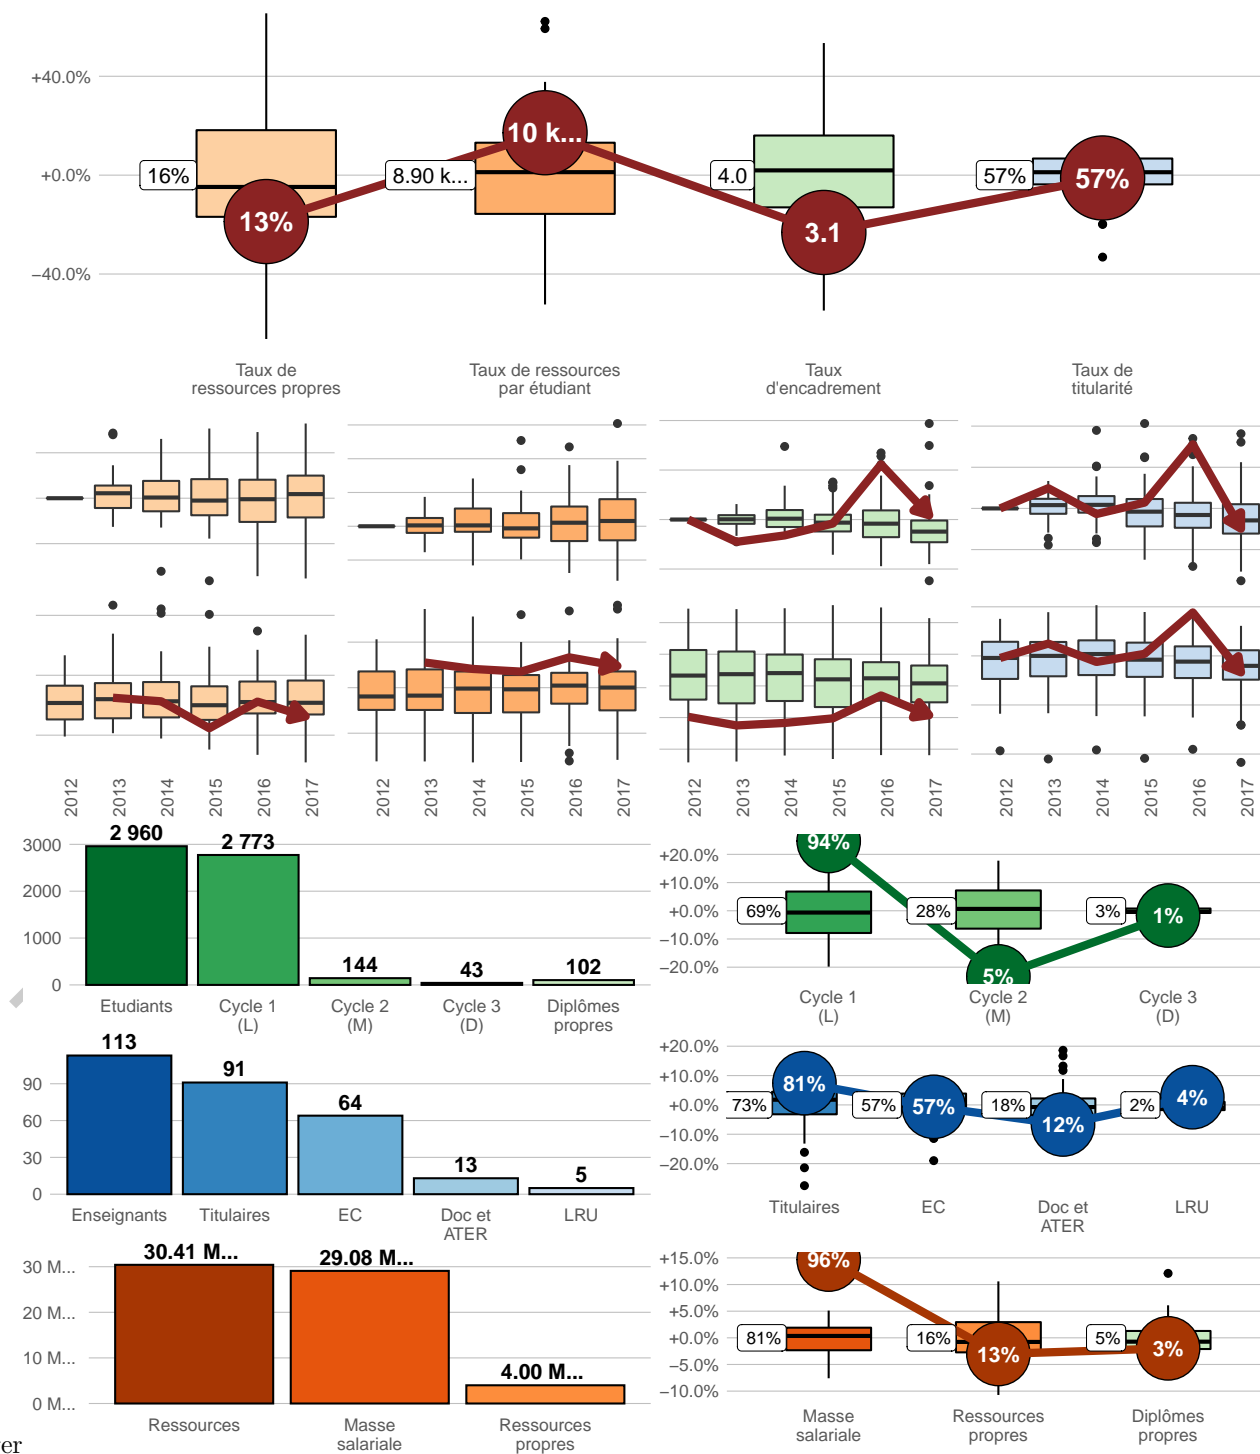 +40.0%
+0.0%
−40.0%
16%
8.90 k...
4.0
57%
13%
10 k...
3.1
57%
Taux de
ressources propres
Taux de ressources
par étudiant
Taux
d'encadrement
Taux de
titularité
2012
2013
2014
2015
2016
2017
2012
2013
2014
2015
2016
2017
2012
2013
2014
2015
2016
2017
2012
2013
2014
2015
2016
2017
3000
2000
1000
0
2 960
2 773
144
43
102
Etudiants
Cycle 1
(L)
Cycle 2
(M)
Cycle 3
(D)
Diplômes
propres
+20.0%
+10.0%
+0.0%
−10.0%
−20.0%
69%
28%
3%
94%
5%
1%
Cycle 1
(L)
Cycle 2
(M)
Cycle 3
(D)
90
60
30
0
113
91
64
13
5
Enseignants
Titulaires
EC
Doc et
ATER
LRU
+20.0%
+10.0%
+0.0%
−10.0%
−20.0%
73%
57%
18%
2%
81%
57%
12%
4%
Titulaires
EC
Doc et
ATER
LRU
30 M...
20 M...
10 M...
0 M...
30.41 M...
29.08 M...
4.00 M...
Ressources
Masse
salariale
Ressources
propres
+15.0%
+10.0%
+5.0%
+0.0%
−5.0%
−10.0%
81%
16%
5%
96%
13%
3%
Masse
salariale
Ressources
propres
Diplômes
propres
er